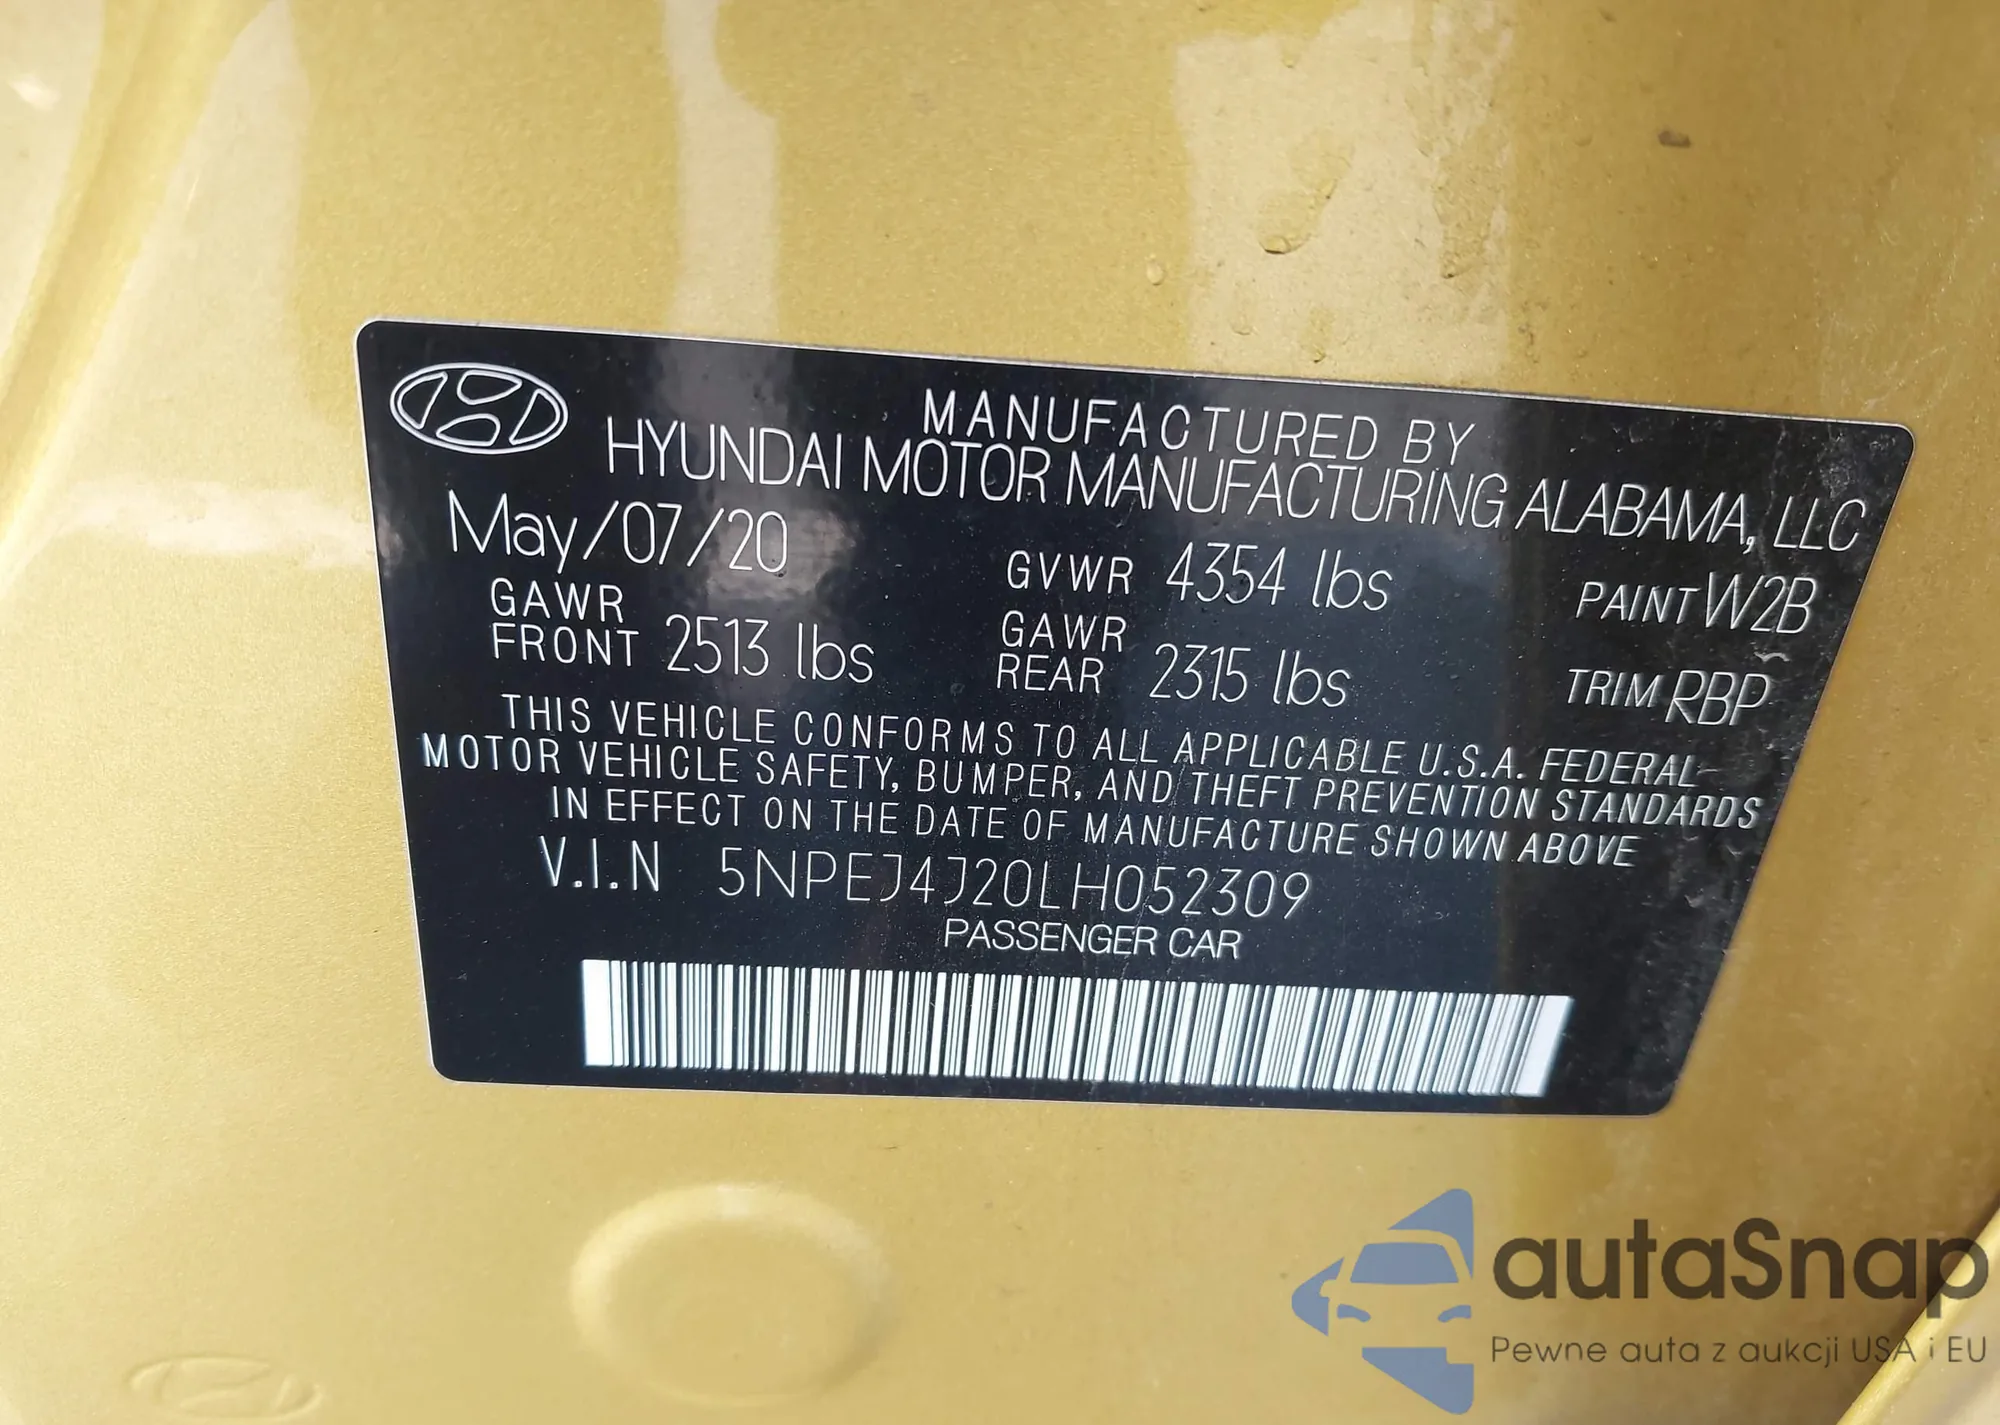 MANUFACTURED BY
HYUNDAI MOTOR MANUFACTURING ALABAMA, LLC
May/07/20 GVWR 4354 lbs PAINT W2B
GAWR FRONT 2513 lbs GAWR REAR 2315 lbs TRIM RBP
THIS VEHICLE CONFORMS TO ALL APPLICABLE U.S.A. FEDERAL
MOTOR VEHICLE SAFETY, BUMPER, AND THEFT PREVENTION STANDARDS
IN EFFECT ON THE DATE OF MANUFACTURE SHOWN ABOVE
V.I.N 5NPEJ4J20LH052309
PASSENGER CAR
autaSnap
Pewne auta z aukcji USA i EU